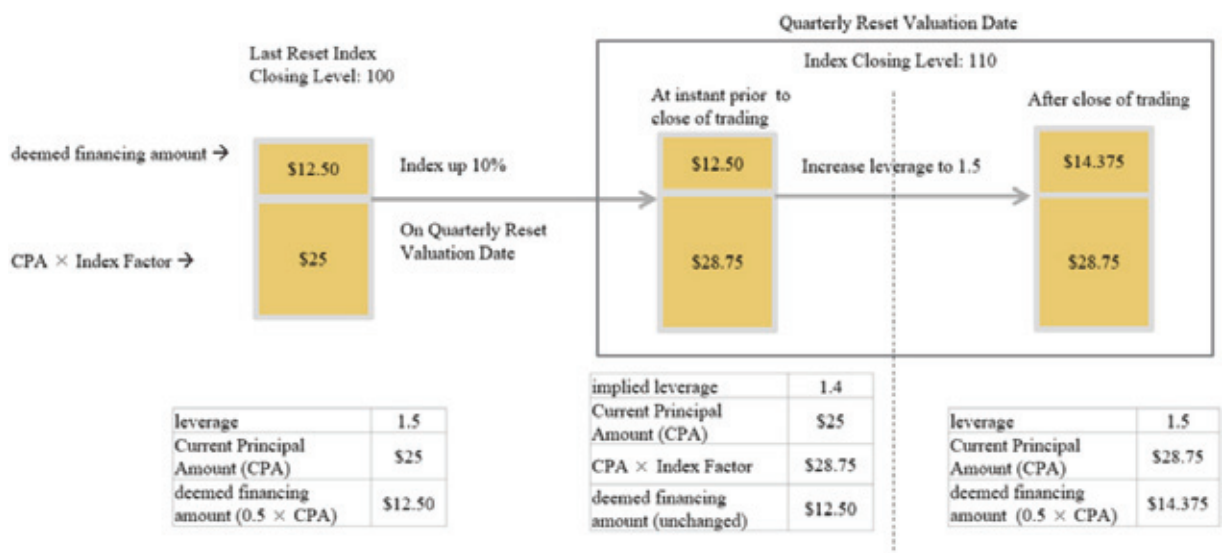 Quarterly Reset Valuation Date
Last Reset Index
Closing Level: 100
Index Closing Level: 110
At instant prior to
close of trading
After close of trading
deemed financing amount →
$12.50
Index up 10%
$12.50
Increase leverage to 1.5
$14.375
On Quarterly Reset
Valuation Date
CPA × Index Factor →
$25
$28.75
$28.75
leverage 1.5
Current Principal
Amount (CPA) $25
deemed financing
amount (0.5 × CPA) $12.50
implied leverage 1.4
Current Principal
Amount (CPA) $25
CPA × Index Factor $28.75
deemed financing
amount (unchanged) $12.50
leverage 1.5
Current Principal
Amount (CPA) $28.75
deemed financing
amount (0.5 × CPA) $14.375